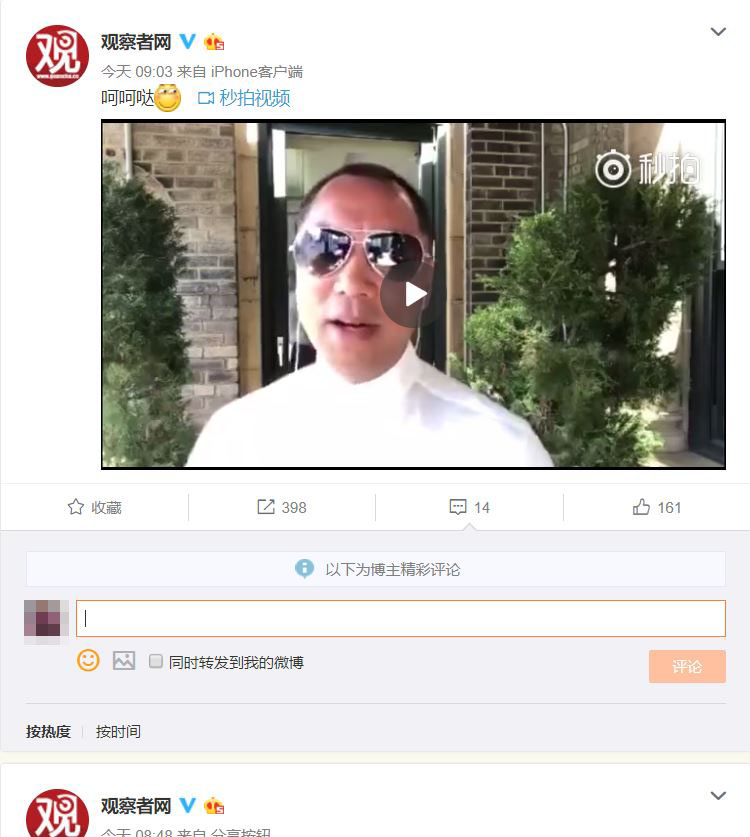 观
www.guancha.cn
观察者网
今天 09:03 来自 iPhone客户端
呵呵哒 秒拍视频
秒拍
收藏 398 14 161
以下为博主精彩评论
同时转发到我的微博 评论
按热度 按时间
观
观察者网
今天 08:48 来自 分享按钮